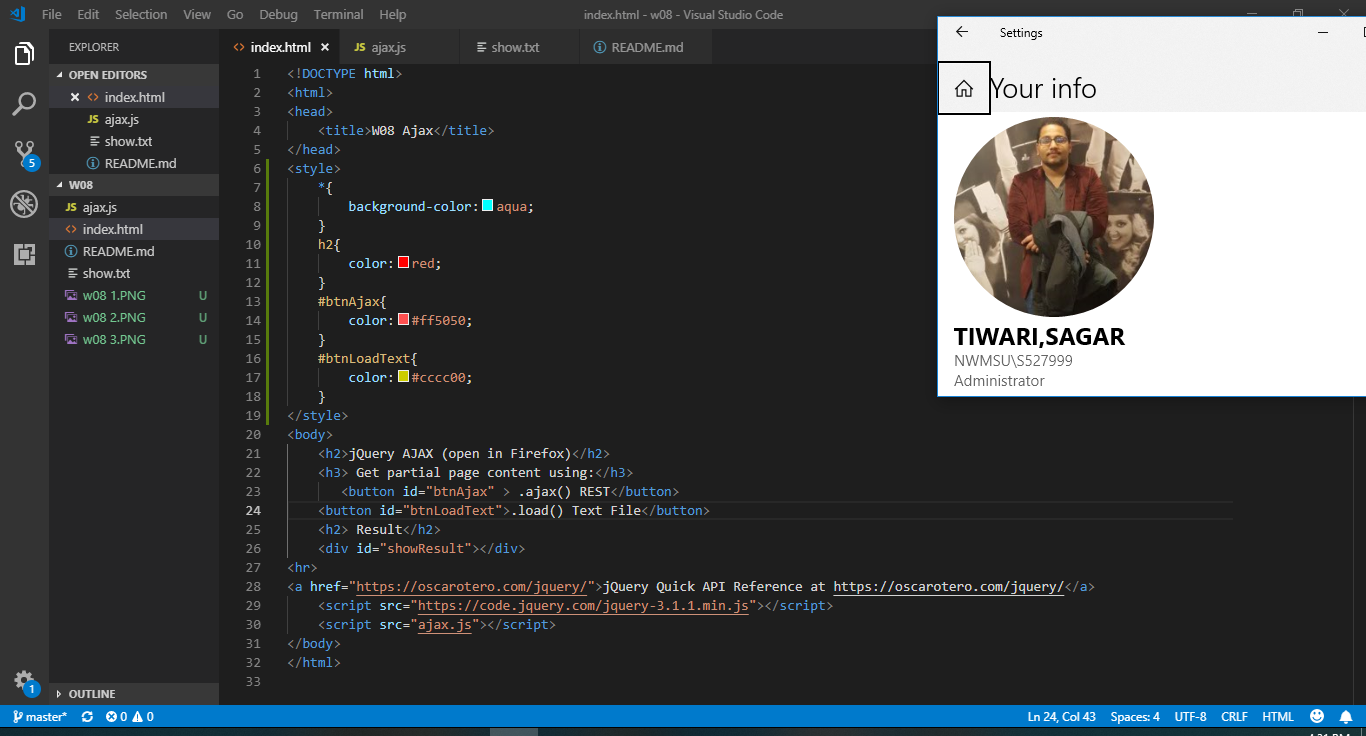 File Edit Selection View Go Debug Terminal Help
index.html - w08 - Visual Studio Code
EXPLORER
OPEN EDITORS
index.html
JS ajax.js
show.txt
README.md
W08
JS ajax.js
index.html
README.md
show.txt
w08 1.PNG U
w08 2.PNG U
w08 3.PNG U
OUTLINE
5
1
index.html JS ajax.js show.txt README.md
1 <!DOCTYPE html>
2 <html>
3 <head>
4 <title>W08 Ajax</title>
5 </head>
6 <style>
7 *{
8 background-color: aqua;
9 }
10 h2{
11 color: red;
12 }
13 #btnAjax{
14 color: #ff5050;
15 }
16 #btnLoadText{
17 color: #cccc00;
18 }
19 </style>
20 <body>
21 <h2>jQuery AJAX (open in Firefox)</h2>
22 <h3> Get partial page content using:</h3>
23 <button id="btnAjax" > .ajax() REST</button>
24 <button id="btnLoadText">.load() Text File</button>
25 <h2> Result</h2>
26 <div id="showResult"></div>
27 <hr>
28 <a href="https://oscarotero.com/jquery/">jQuery Quick API Reference at https://oscarotero.com/jquery/</a>
29 <script src="https://code.jquery.com/jquery-3.1.1.min.js"></script>
30 <script src="ajax.js"></script>
31 </body>
32 </html>
33
Settings
Your info
TIWARI,SAGAR
NWMSU\S527999
Administrator
master* 0 0
Ln 24, Col 43 Spaces: 4 UTF-8 CRLF HTML